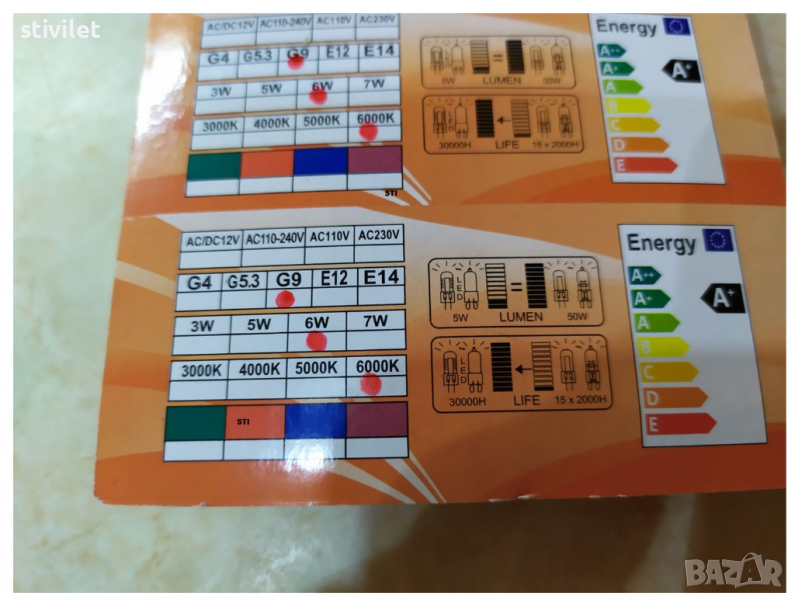 stivilet
AC/DC12V AC110-240V AC110V AC230V
G4 G5.3 G9 E12 E14
3W 5W 6W 7W
3000K 4000K 5000K 6000K
STI
LUMEN
30000H LIFE 15 x 2000H
Energy
A++
A+
A
B
C
D
E
A+
AC/DC12V AC110-240V AC110V AC230V
G4 G5.3 G9 E12 E14
3W 5W 6W 7W
3000K 4000K 5000K 6000K
STI
LED
5W LUMEN 50W
LED
30000H LIFE 15 x 2000H
Energy
A++
A+
A
B
C
D
E
A+
BAZAR